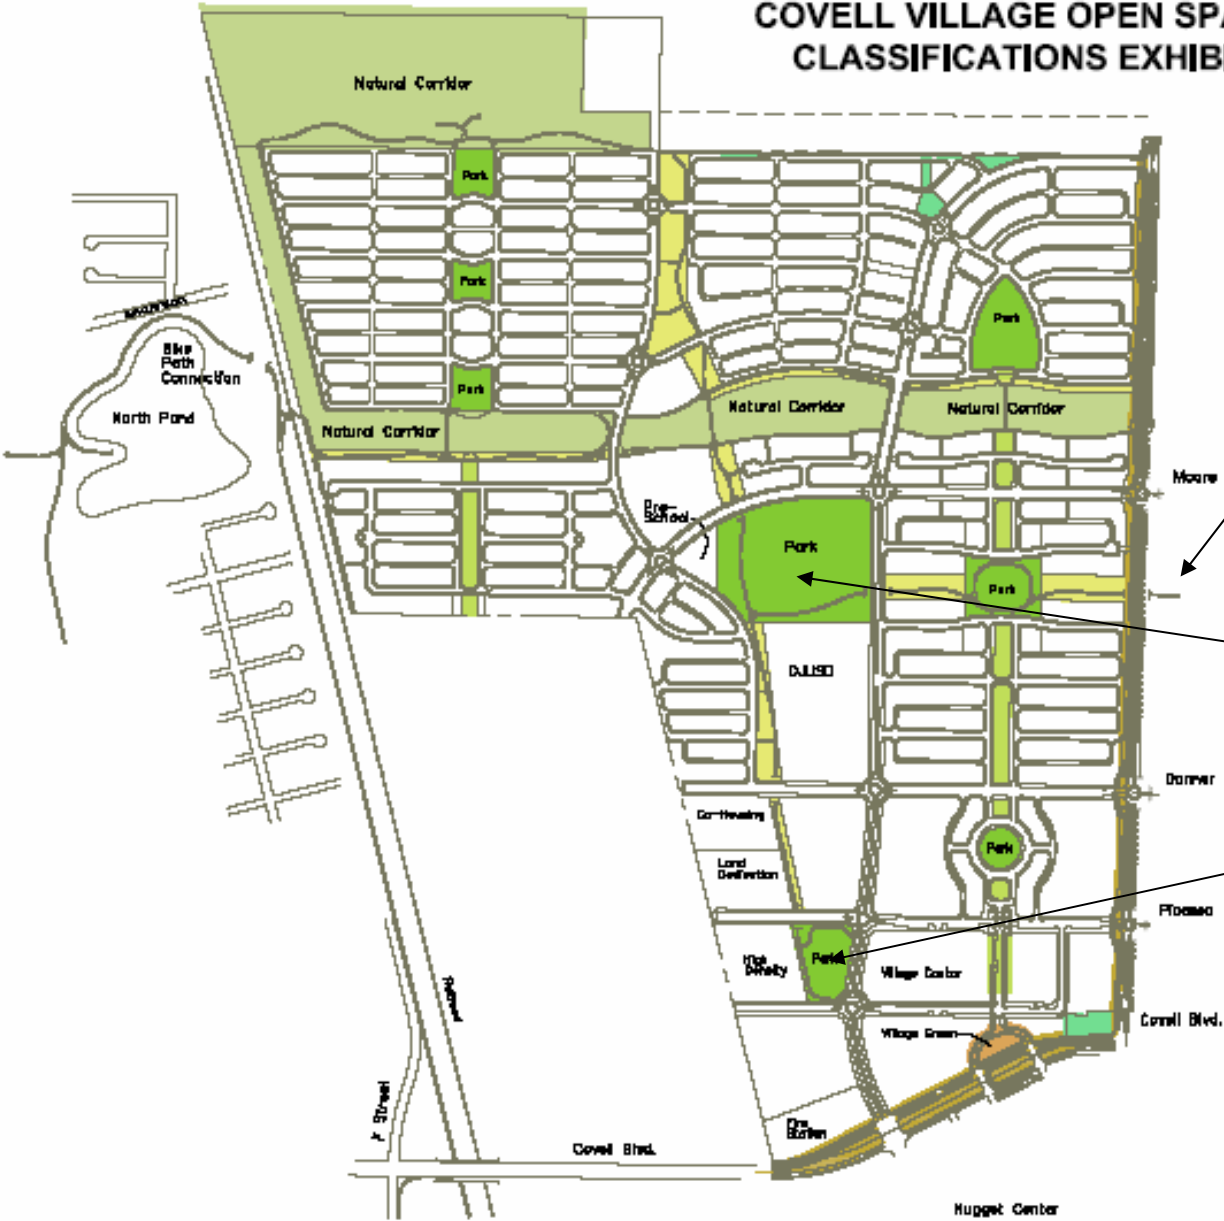 COVELL VILLAGE OPEN SPA
CLASSIFICATIONS EXHIB
Natural Corridor
Park
Park
Park
Park
Bike
Path
Connection
North Pond
Natural Corridor
Natural Corridor
Natural Corridor
Moore
Pre-
School
Park
Park
DJUSD
Donner
Co-Housing
Land
Dedication
Park
Picasso
High
Density
Park
Village Center
Village Green
Covell Blvd.
F Street
Fire
Station
Covell Blvd.
Nugget Center